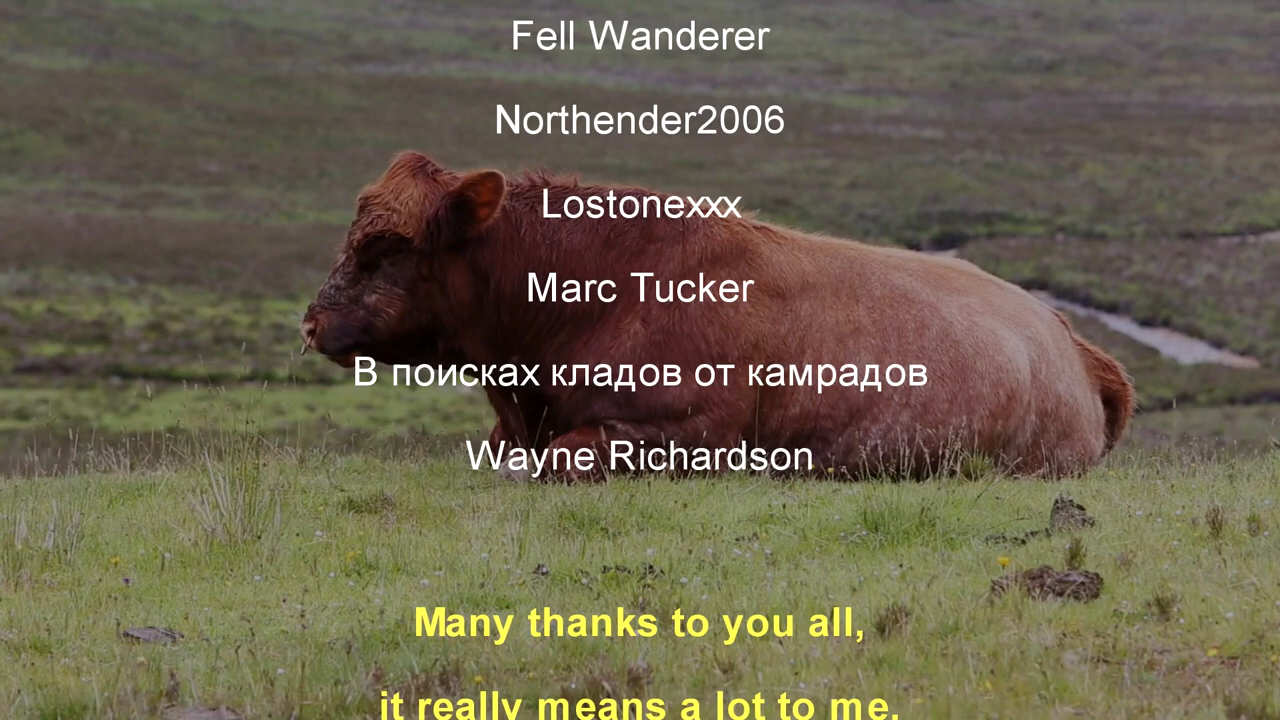 Fell Wanderer
Northender2006
Lostonexxx
Marc Tucker
В поисках кладов от камрадов
Wayne Richardson
Many thanks to you all,
it really means a lot to me.